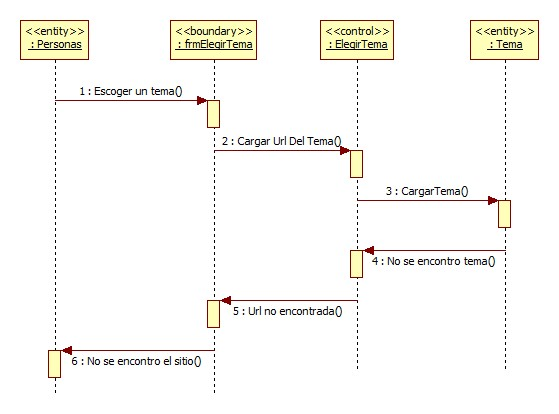 <<entity>>
: Personas
<<boundary>>
: frmElegirTema
<<control>>
: ElegirTema
<<entity>>
: Tema
1 : Escoger un tema()
2 : Cargar Url Del Tema()
3 : CargarTema()
4 : No se encontro tema()
5 : Url no encontrada()
6 : No se encontro el sitio()